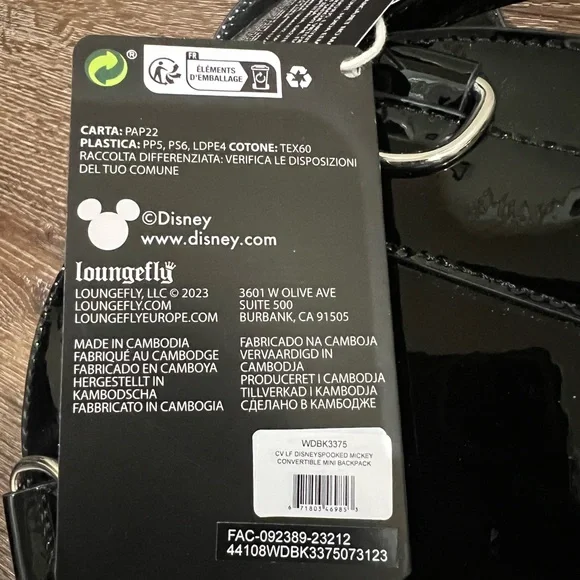 FR
ÉLÉMENTS
D'EMBALLAGE
CARTA: PAP22
PLASTICA: PP5, PS6, LDPE4 COTONE: TEX60
RACCOLTA DIFFERENZIATA: VERIFICA LE DISPOSIZIONI
DEL TUO COMUNE
©Disney
www.disney.com
loungefly
LOUNGEFLY, LLC © 2023
LOUNGEFLY.COM
LOUNGEFLYEUROPE.COM
3601 W OLIVE AVE
SUITE 500
BURBANK, CA 91505
MADE IN CAMBODIA
FABRIQUÉ AU CAMBODGE
FABRICADO EN CAMBOYA
HERGESTELLT IN
KAMBODSCHA
FABBRICATO IN CAMBOGIA
FABRICADO NA CAMBOJA
VERVAARDIGD IN
CAMBODJA
PRODUCERET I CAMBODJA
TILLVERKAD I KAMBODJA
СДЕЛАНО В КАМБОДЖЕ
WDBK3375
CV LF DISNEYSPOOKED MICKEY
CONVERTIBLE MINI BACKPACK
6 71803 46985 3
FAC-092389-23212
44108WDBK3375073123